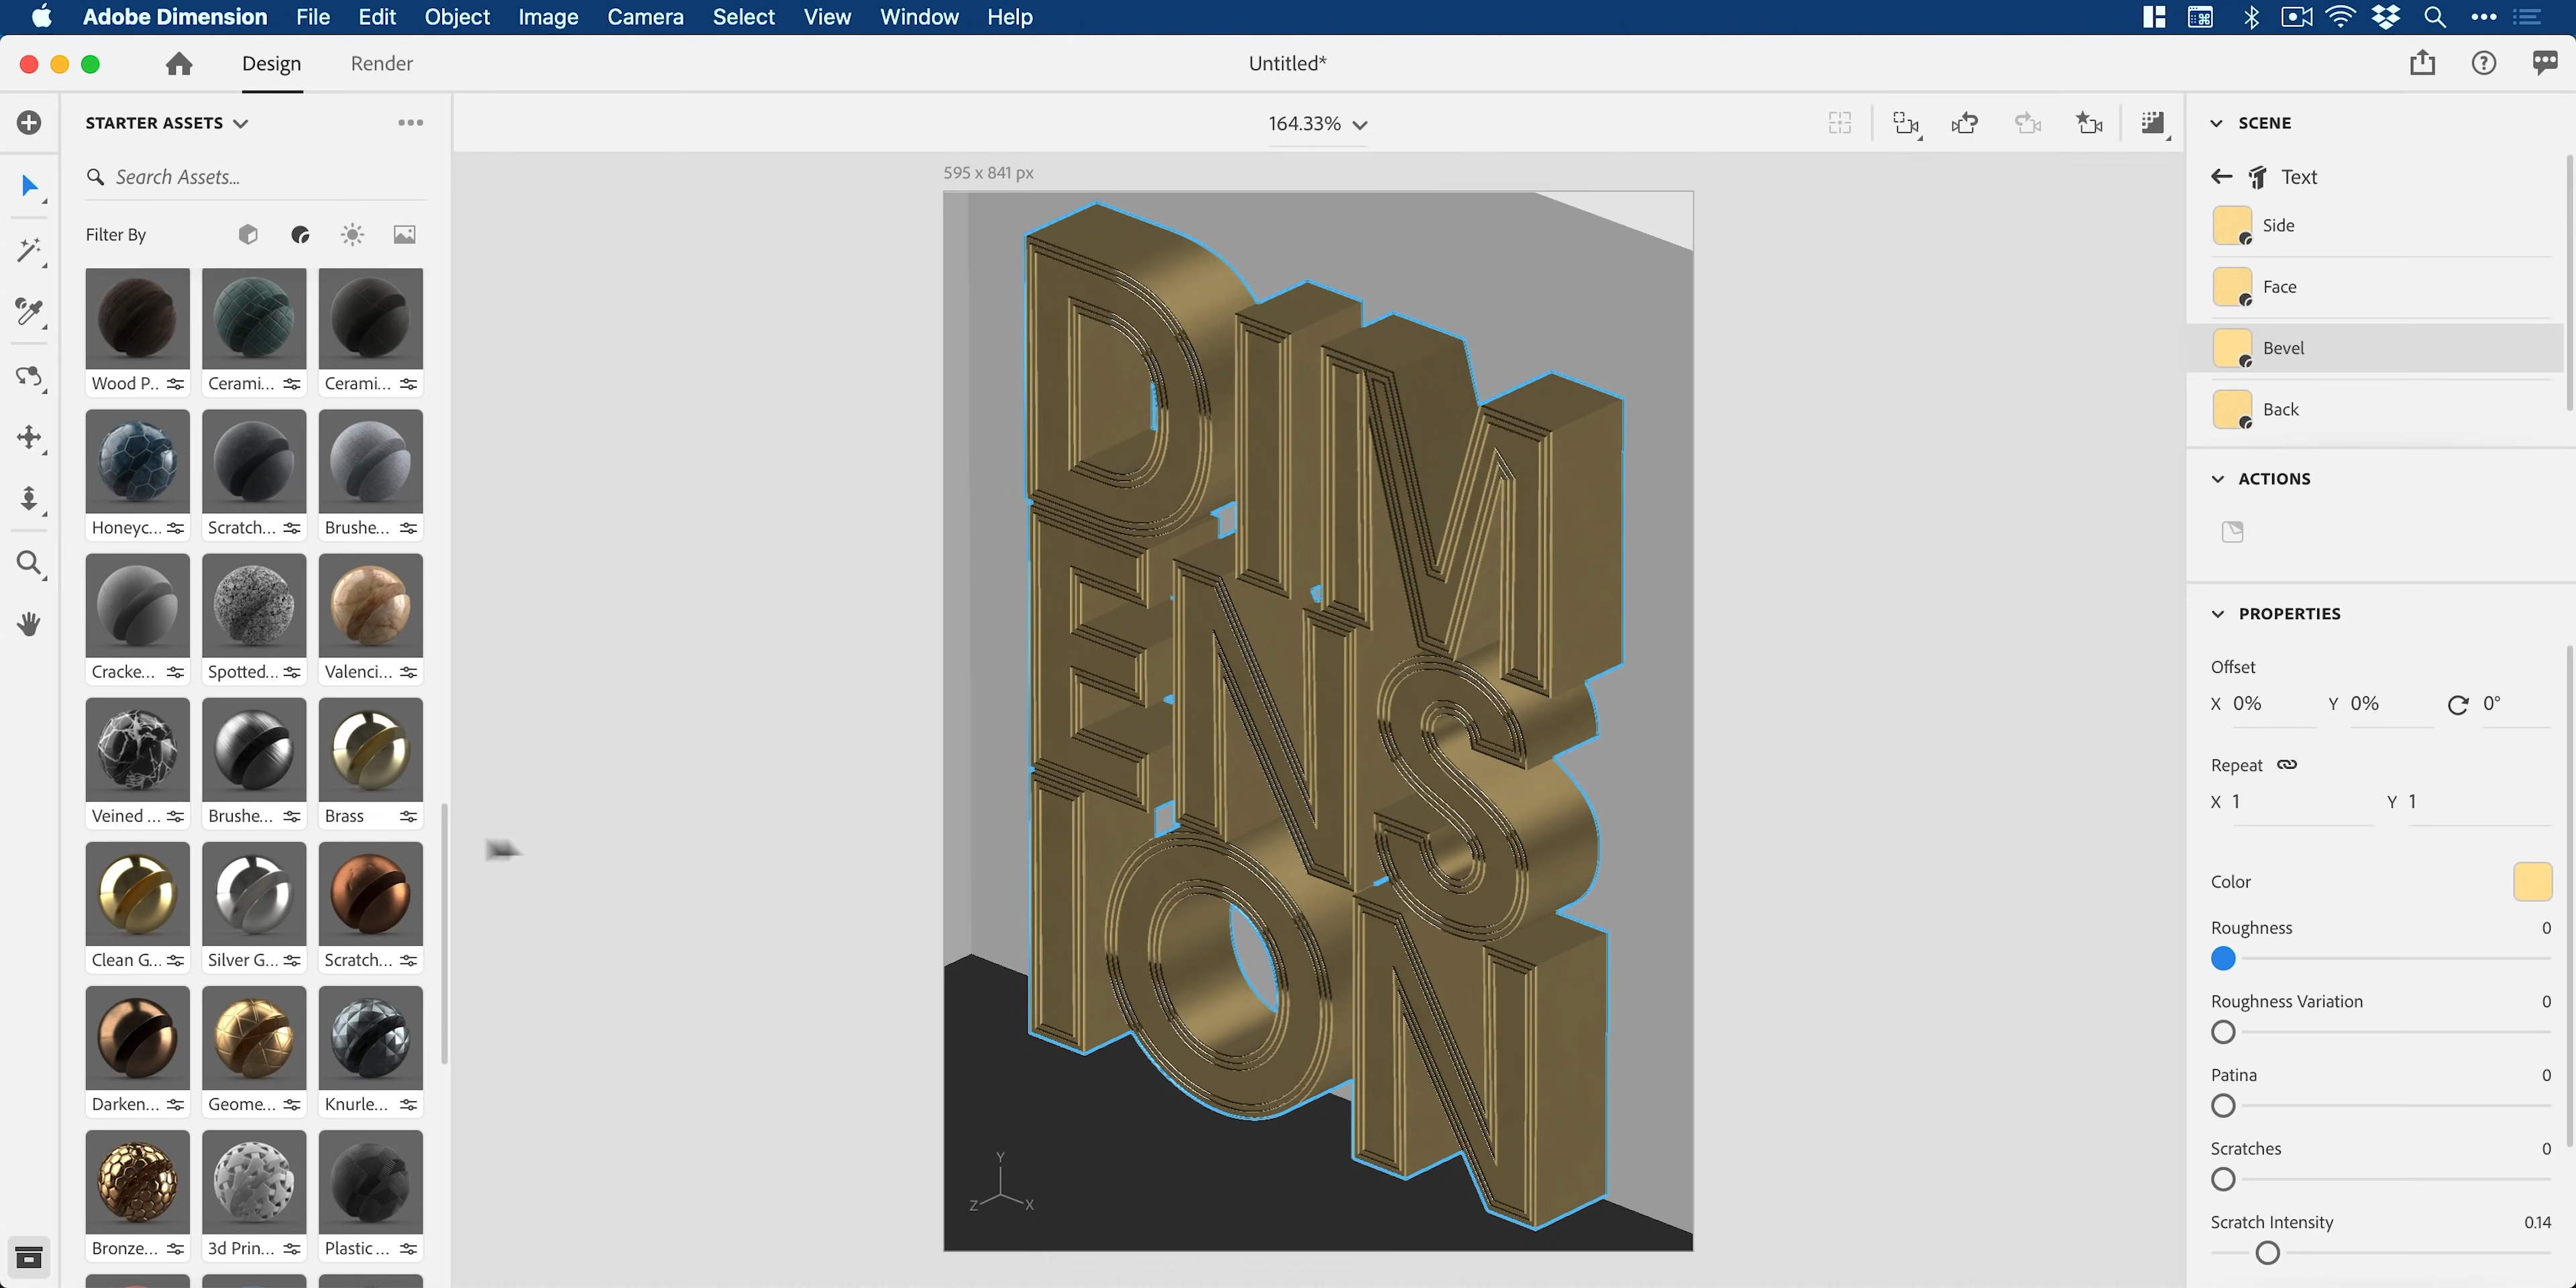 Adobe Dimension File Edit Object Image Camera Select View Window Help
Design Render Untitled*
STARTER ASSETS
Search Assets...
Filter By
Wood P.. Cerami... Cerami...
Honeyc... Scratch... Brushe...
Cracke... Spotted... Valenci...
Veined ... Brushe... Brass
Clean G... Silver G... Scratch...
Darken... Geome... Knurle...
Bronze... 3d Prin... Plastic ...
164.33%
595 x 841 px
DIM
ENS
ION
Y
Z X
SCENE
Text
Side
Face
Bevel
Back
ACTIONS
PROPERTIES
Offset
X 0% Y 0% 0°
Repeat
X 1 Y 1
Color
Roughness 0
Roughness Variation 0
Patina 0
Scratches 0
Scratch Intensity 0.14